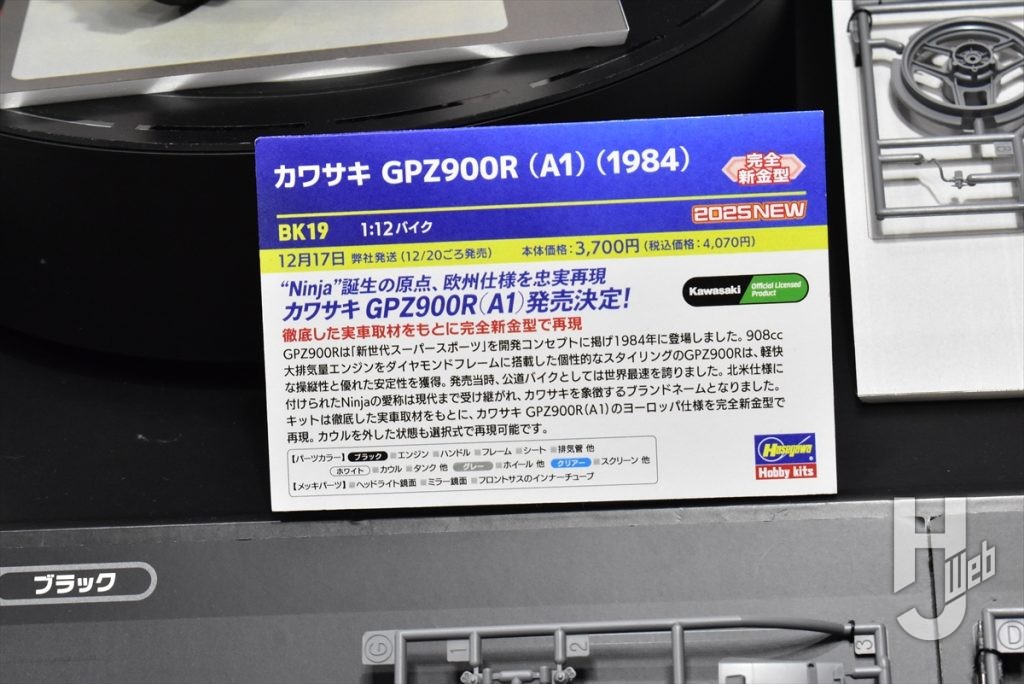 カワサキ GPZ900R（A1）（1984）
完全
新金型
2025NEW
BK19 1:12バイク
12月17日 弊社発送（12/20ごろ発売） 本体価格：3,700円（税込価格：4,070円）
“Ninja”誕生の原点、欧州仕様を忠実再現
カワサキ GPZ900R（A1）発売決定！
Kawasaki Official Licensed
Product
徹底した実車取材をもとに完全新金型で再現
GPZ900Rは「新世代スーパースポーツ」を開発コンセプトに掲げ1984年に登場しました。908cc
大排気量エンジンをダイヤモンドフレームに搭載した個性的なスタイリングのGPZ900Rは、軽快
な操縦性と優れた安定性を獲得。発売当時、公道バイクとしては世界最速を誇りました。北米仕様に
付けられたNinjaの愛称は現代まで受け継がれ、カワサキを象徴するブランドネームとなりました。
キットは徹底した実車取材をもとに、カワサキ GPZ900R（A1）のヨーロッパ仕様を完全新金型で
再現。カウルを外した状態も選択式で再現可能です。
【パーツカラー】 ブラック ■エンジン ■ハンドル ■フレーム ■シート ■排気管 他
ホワイト ■カウル ■タンク 他 グレー ■ホイール 他 クリアー ■スクリーン 他
【メッキパーツ】 ■ヘッドライト鏡面 ■ミラー鏡面 ■フロントサスのインナーチューブ
Hasegawa
Hobby kits
ブラック
HJ Web
G 1 2 3 D